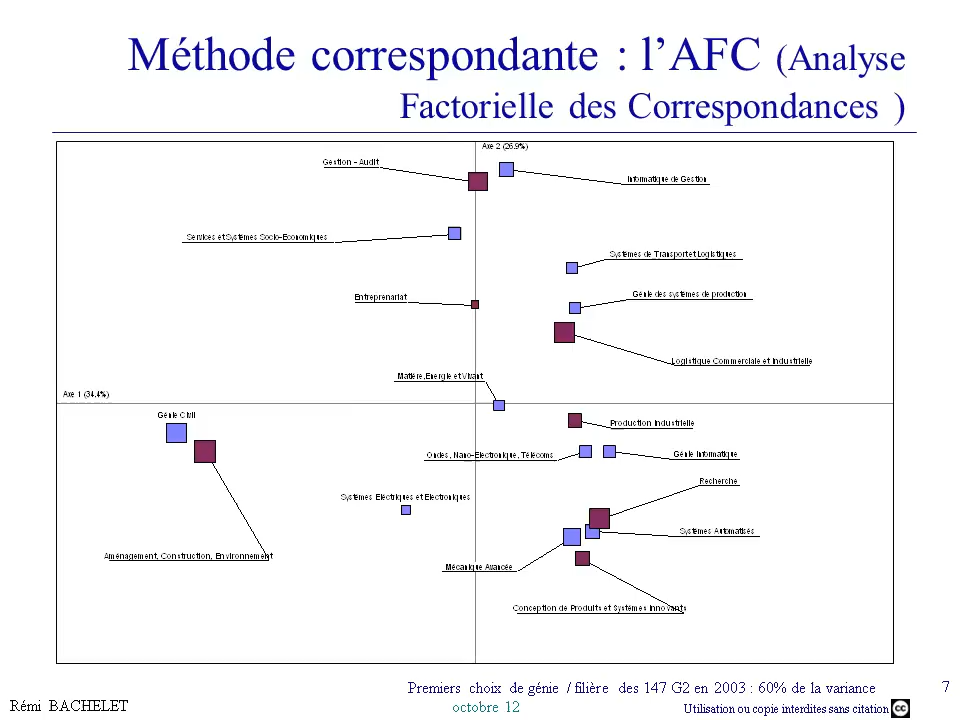 Méthode correspondante : l’AFC (Analyse
Factorielle des Correspondances )
Axe 2 (26.9%)
Gestion - Audit
Informatique de Gestion
Services et Systèmes Socio-Economiques
Systèmes de Transport et Logistiques
Entreprenariat
Génie des systèmes de production
Logistique Commerciale et Industrielle
Matière, Energie et Vivant
Axe 1 (34.4%)
Génie Civil
Production Industrielle
Ondes, Nano-Electronique, Télécoms
Génie Informatique
Recherche
Systèmes Electriques et Electroniques
Systèmes Automatisés
Aménagement, Construction, Environnement
Mécanique Avancée
Conception de Produits et Systèmes Innovants
Premiers choix de génie / filière des 147 G2 en 2003 : 60% de la variance
7
Rémi BACHELET
octobre 12
Utilisation ou copie interdites sans citation
cc